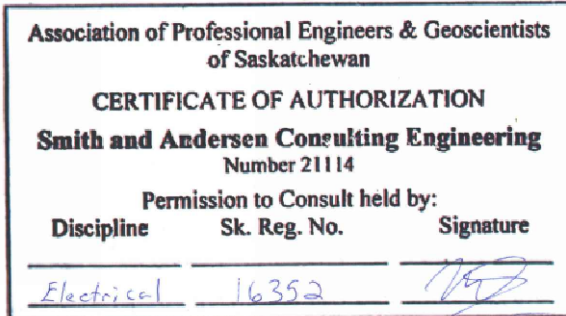 Association of Professional Engineers & Geoscientists
of Saskatchewan
CERTIFICATE OF AUTHORIZATION
Smith and Andersen Consulting Engineering
Number 21114
Permission to Consult held by:
Discipline Sk. Reg. No. Signature
Electrical 16352